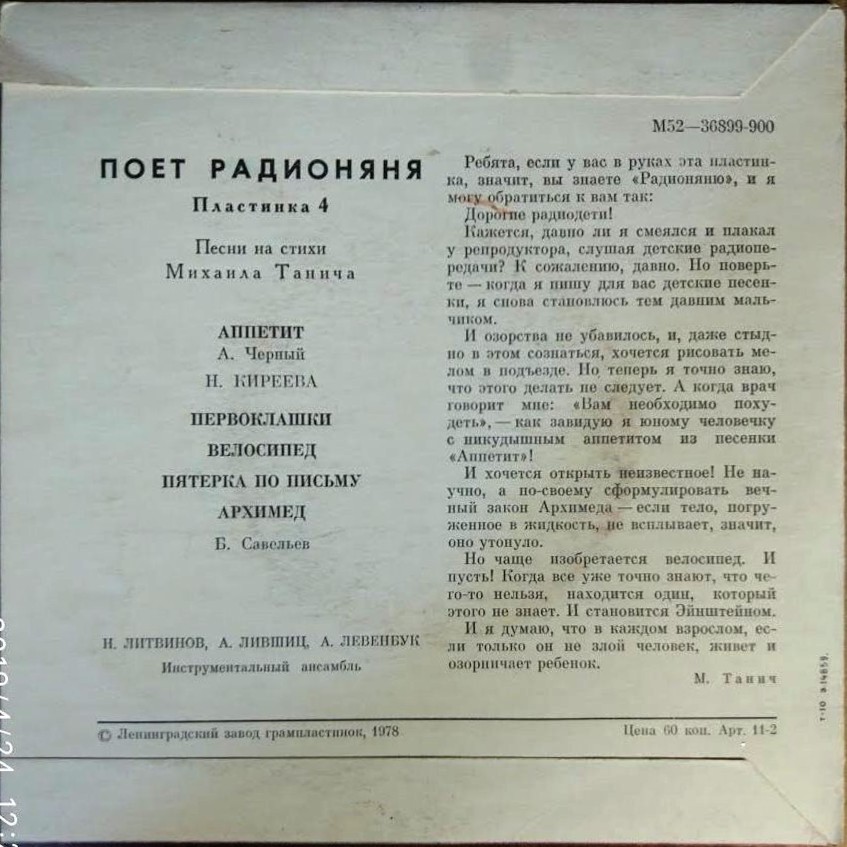 М52—36899-900
ПОЕТ РАДИОНЯНЯ
Пластинка 4
Песни на стихи
Михаила Танича
АППЕТИТ
А. Черный
Н. КИРЕЕВА
ПЕРВОКЛАШКИ
ВЕЛОСИПЕД
ПЯТЕРКА ПО ПИСЬМУ
АРХИМЕД
Б. Савельев
Н. ЛИТВИНОВ, А. ЛИВШИЦ, А. ЛЕВЕНБУК
Инструментальный ансамбль
Ребята, если у вас в руках эта пластин-
ка, значит, вы знаете «Радионяню», и я
могу обратиться к вам так:
Дорогие радиодети!
Кажется, давно ли я смеялся и плакал
у репродуктора, слушая детские радиопе-
редачи? К сожалению, давно. Но поверь-
те — когда я пишу для вас детские песен-
ки, я снова становлюсь тем давним маль-
чиком.
И озорства не убавилось, и, даже стыд-
но в этом сознаться, хочется рисовать ме-
лом в подъезде. Но теперь я точно знаю,
что этого делать не следует. А когда врач
говорит мне: «Вам необходимо поху-
деть», — как завидую я юному человечку
с никудышным аппетитом из песенки
«Аппетит»!
И хочется открыть неизвестное! Не на-
учно, а по-своему сформулировать веч-
ный закон Архимеда — если тело, погру-
женное в жидкость, не всплывает, значит,
оно утонуло.
Но чаще изобретается велосипед. И
пусть! Когда все уже точно знают, что че-
го-то нельзя, находится один, который
этого не знает. И становится Эйнштейном.
И я думаю, что в каждом взрослом, ес-
ли только он не злой человек, живет и
озорничает ребенок.
М. Танич
© Ленинградский завод грампластинок, 1978
Цена 60 коп. Арт. 11-2
Т-10 з.14859.